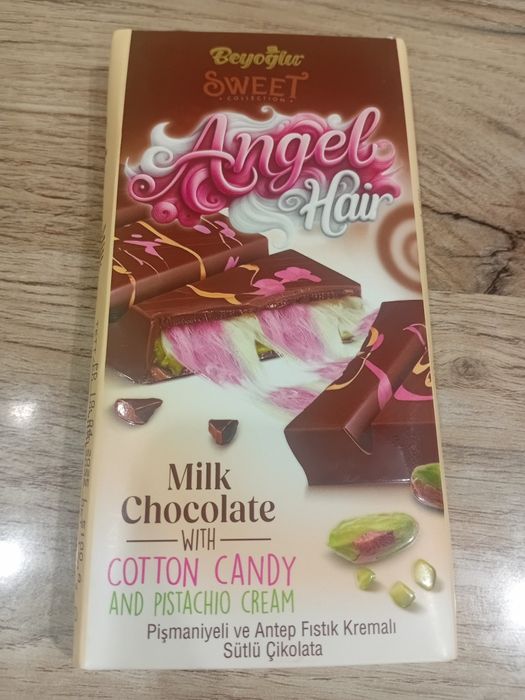 Beyoğlu
SWEET
COLLECTION
Angel
Hair
Milk
Chocolate
WITH
COTTON CANDY
AND PISTACHIO CREAM
Pişmaniyeli ve Antep Fıstık Kremalı
Sütlü Çikolata